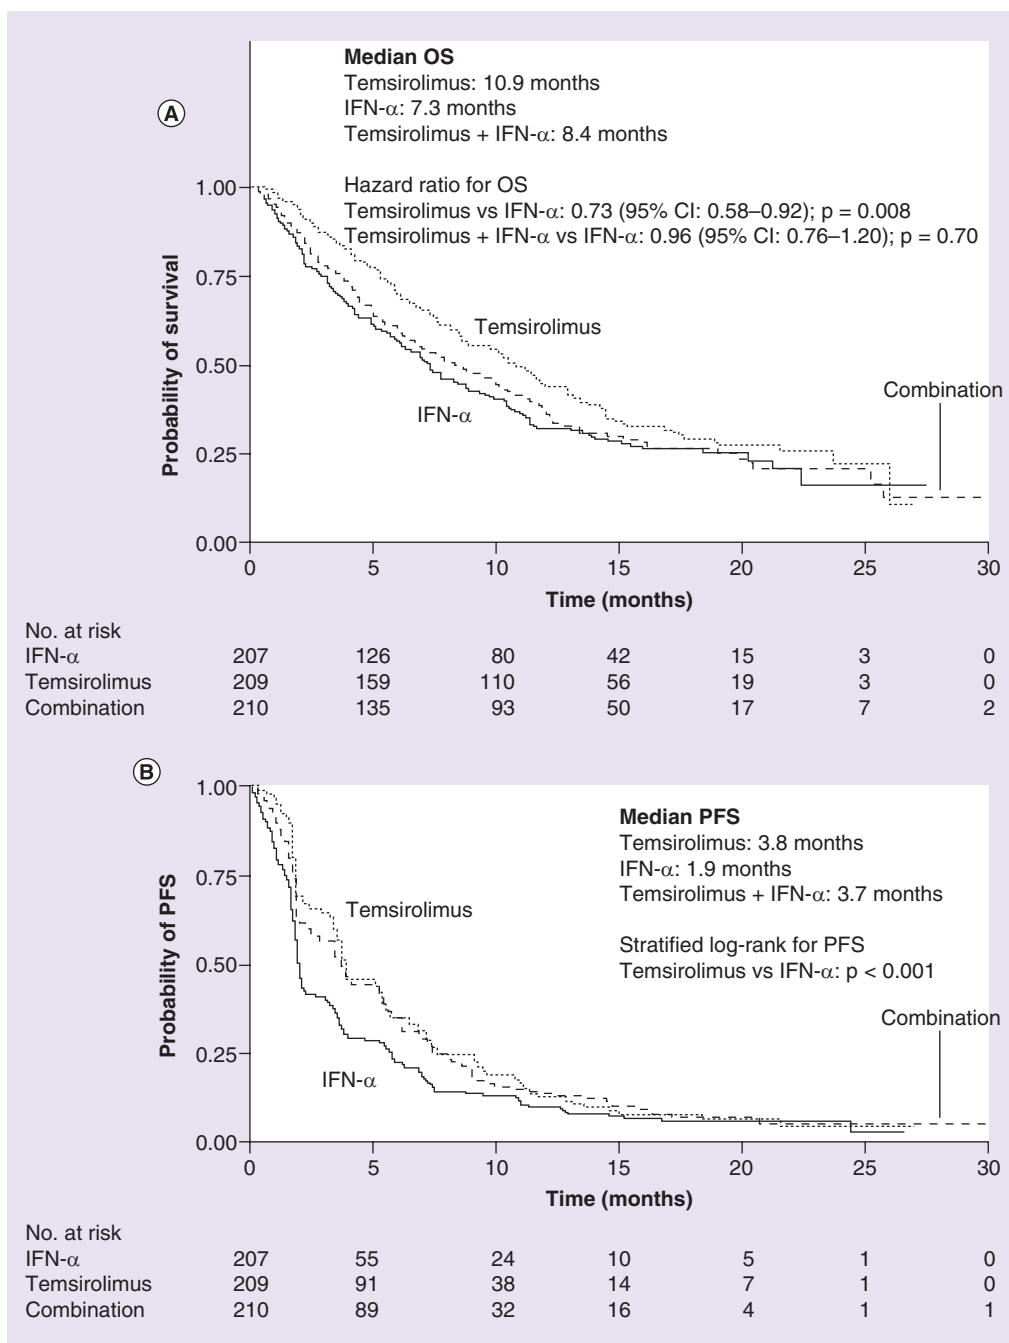 A
Median OS
Temsirolimus: 10.9 months
IFN-α: 7.3 months
Temsirolimus + IFN-α: 8.4 months
Hazard ratio for OS
Temsirolimus vs IFN-α: 0.73 (95% CI: 0.58–0.92); p = 0.008
Temsirolimus + IFN-α vs IFN-α: 0.96 (95% CI: 0.76–1.20); p = 0.70
Probability of survival
1.00
0.75
0.50
0.25
0.00
Temsirolimus
IFN-α
Combination
0 5 10 15 20 25 30
Time (months)
No. at risk
IFN-α 207 126 80 42 15 3 0
Temsirolimus 209 159 110 56 19 3 0
Combination 210 135 93 50 17 7 2
B
Median PFS
Temsirolimus: 3.8 months
IFN-α: 1.9 months
Temsirolimus + IFN-α: 3.7 months
Stratified log-rank for PFS
Temsirolimus vs IFN-α: p < 0.001
Probability of PFS
1.00
0.75
0.50
0.25
0.00
Temsirolimus
IFN-α
Combination
0 5 10 15 20 25 30
Time (months)
No. at risk
IFN-α 207 55 24 10 5 1 0
Temsirolimus 209 91 38 14 7 1 0
Combination 210 89 32 16 4 1 1